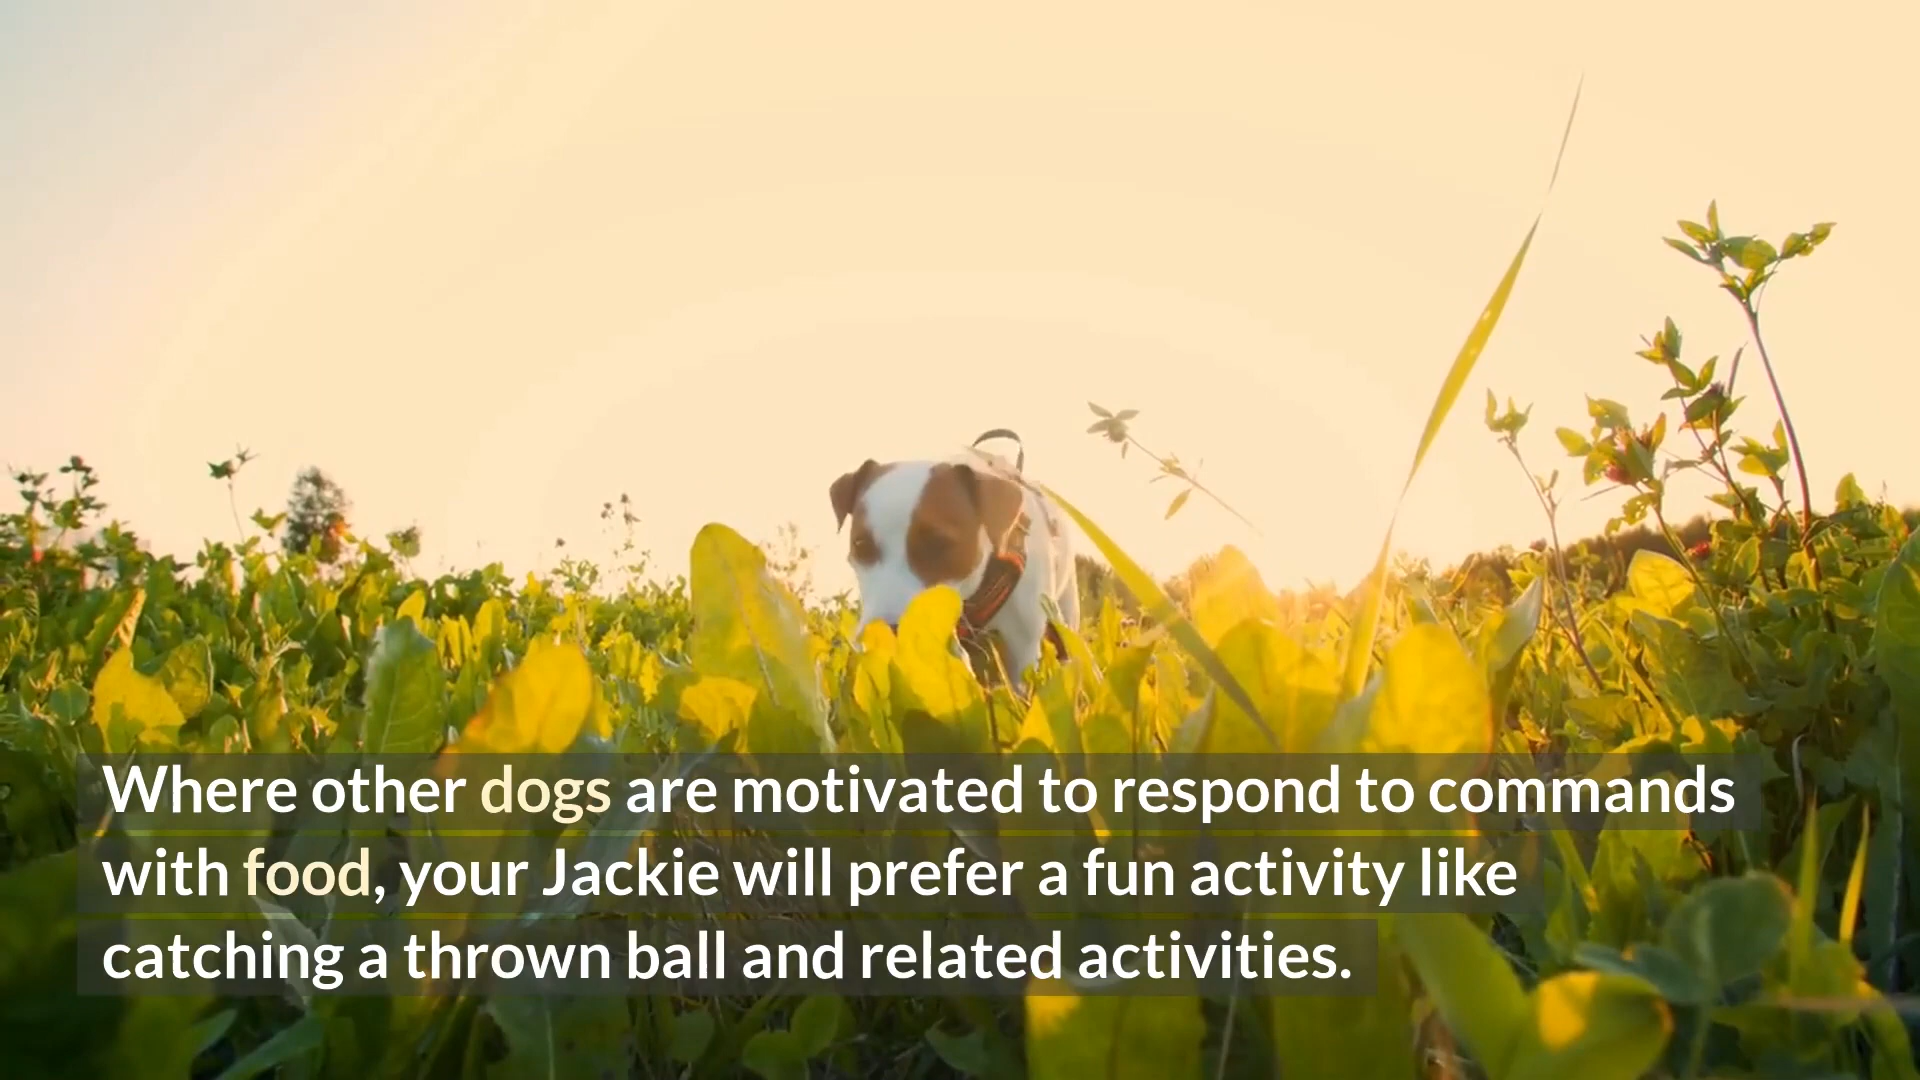 Where other dogs are motivated to respond to commands
with food, your Jackie will prefer a fun activity like
catching a thrown ball and related activities.